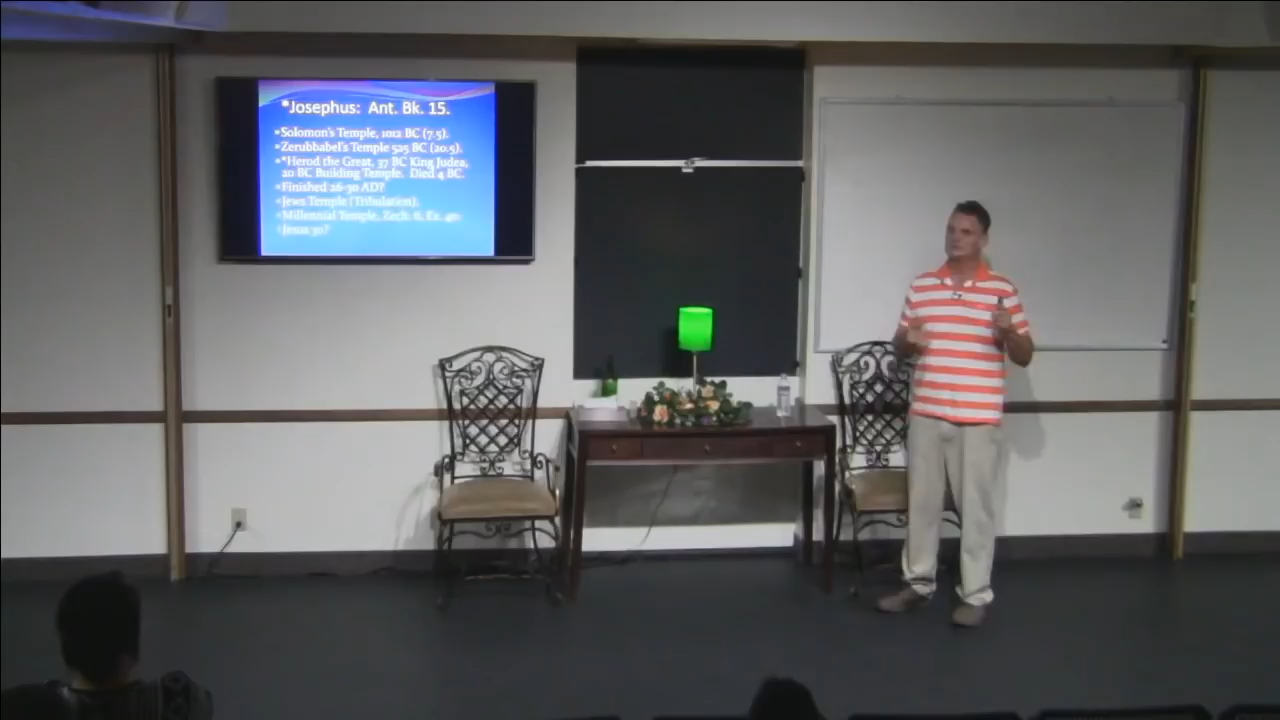 *Josephus: Ant. Bk. 15.
Solomon's Temple, 1012 BC (7.5).
Zerubbabel's Temple 525 BC (20.5).
*Herod the Great, 37 BC King Judea,
20 BC Building Temple. Died 4 BC.
Finished 26-30 AD?
Jews Temple (Tribulation).
Millennial Temple, Zech. 6, Ez. 40-
Jesus 30?